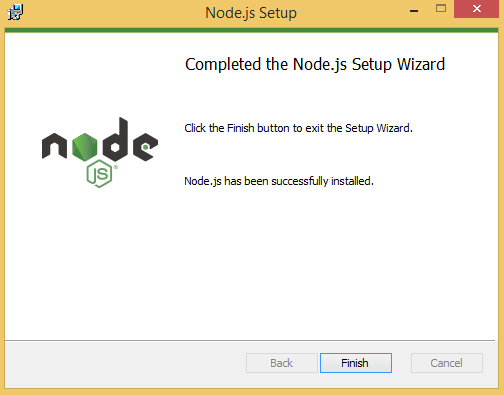 Node.js Setup
Completed the Node.js Setup Wizard
Click the Finish button to exit the Setup Wizard.
node
JS
®
Node.js has been successfully installed.
Back
Finish
Cancel